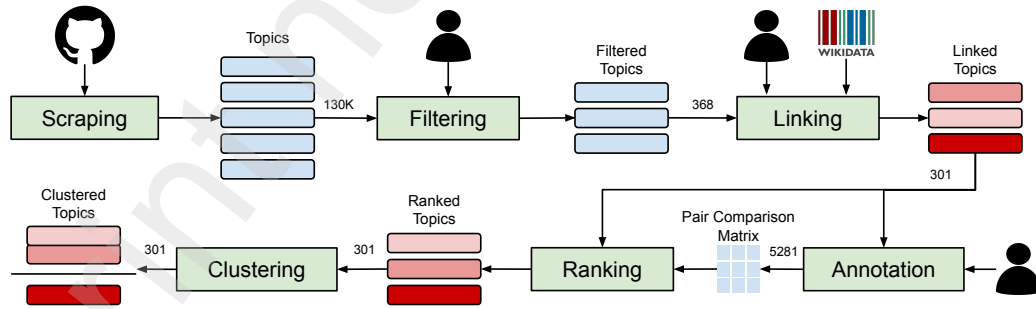 Topics
Filtered
Topics
WIKIDATA
Linked
Topics
Scraping
130K
Filtering
368
Linking
301
Clustered
Topics
Ranked
Topics
Pair Comparison
Matrix
301
Clustering
301
Ranking
5281
Annotation